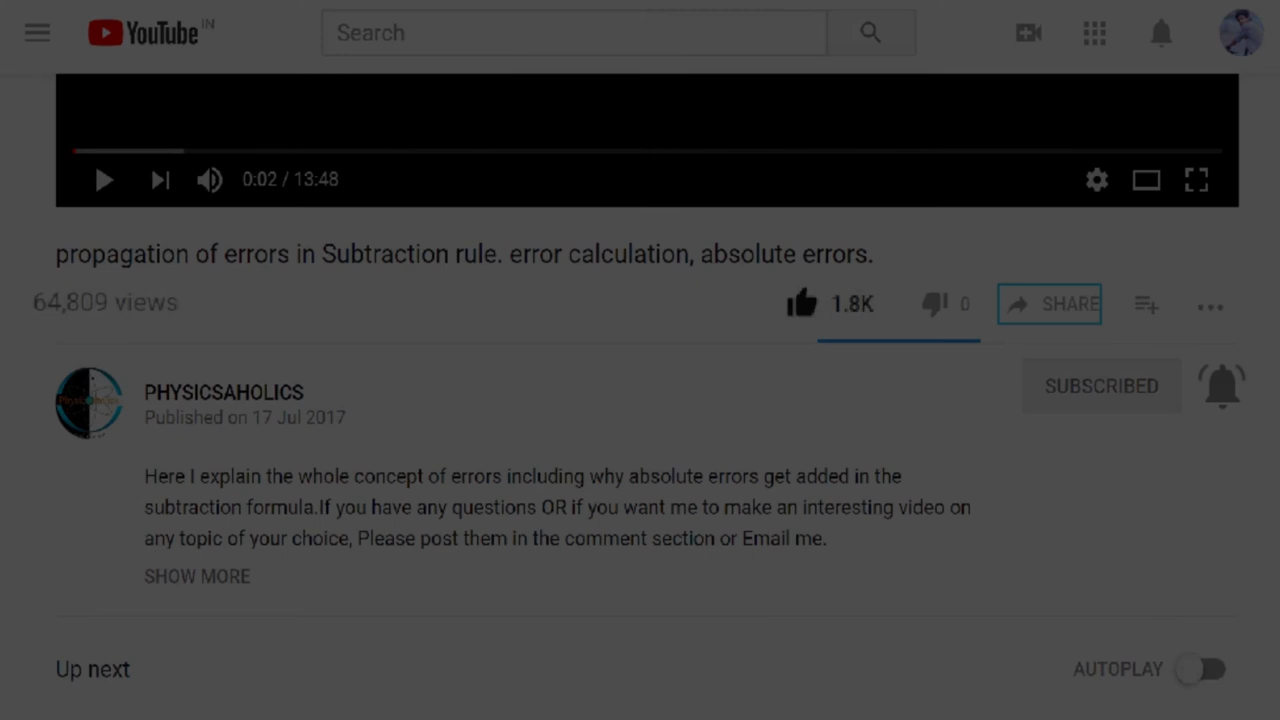 YouTube IN
Search
0:02 / 13:48
propagation of errors in Subtraction rule. error calculation, absolute errors.
64,809 views
1.8K
0
SHARE
PHYSICSAHOLICS
Published on 17 Jul 2017
SUBSCRIBED
Here I explain the whole concept of errors including why absolute errors get added in the
subtraction formula.If you have any questions OR if you want me to make an interesting video on
any topic of your choice, Please post them in the comment section or Email me.
SHOW MORE
Up next
AUTOPLAY